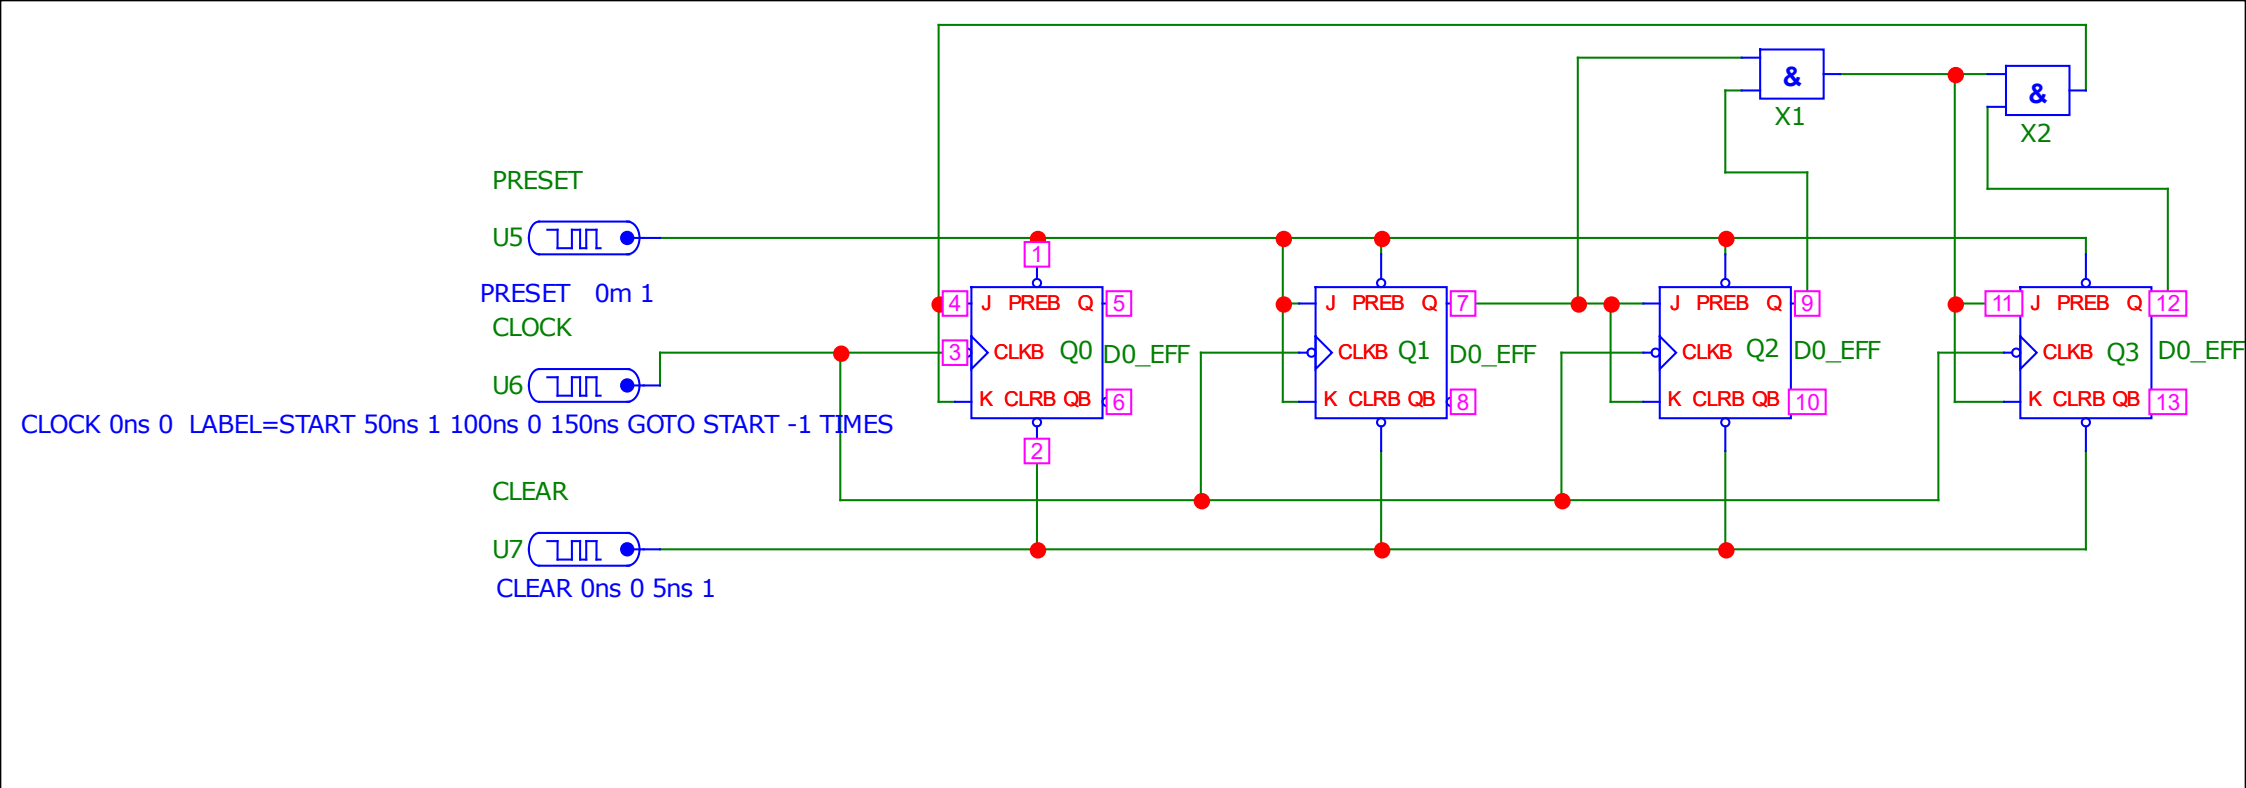 &
X1
&
X2
PRESET
U5
PRESET 0m 1
CLOCK
U6
CLOCK 0ns 0 LABEL=START 50ns 1 100ns 0 150ns GOTO START -1 TIMES
CLEAR
U7
CLEAR 0ns 0 5ns 1
1
4 J PREB Q 5
3 CLKB Q0 D0_EFF
K CLRB QB 6
2
J PREB Q 7
CLKB Q1 D0_EFF
K CLRB QB 8
J PREB Q 9
CLKB Q2 D0_EFF
K CLRB QB 10
11 J PREB Q 12
CLKB Q3 D0_EFF
K CLRB QB 13